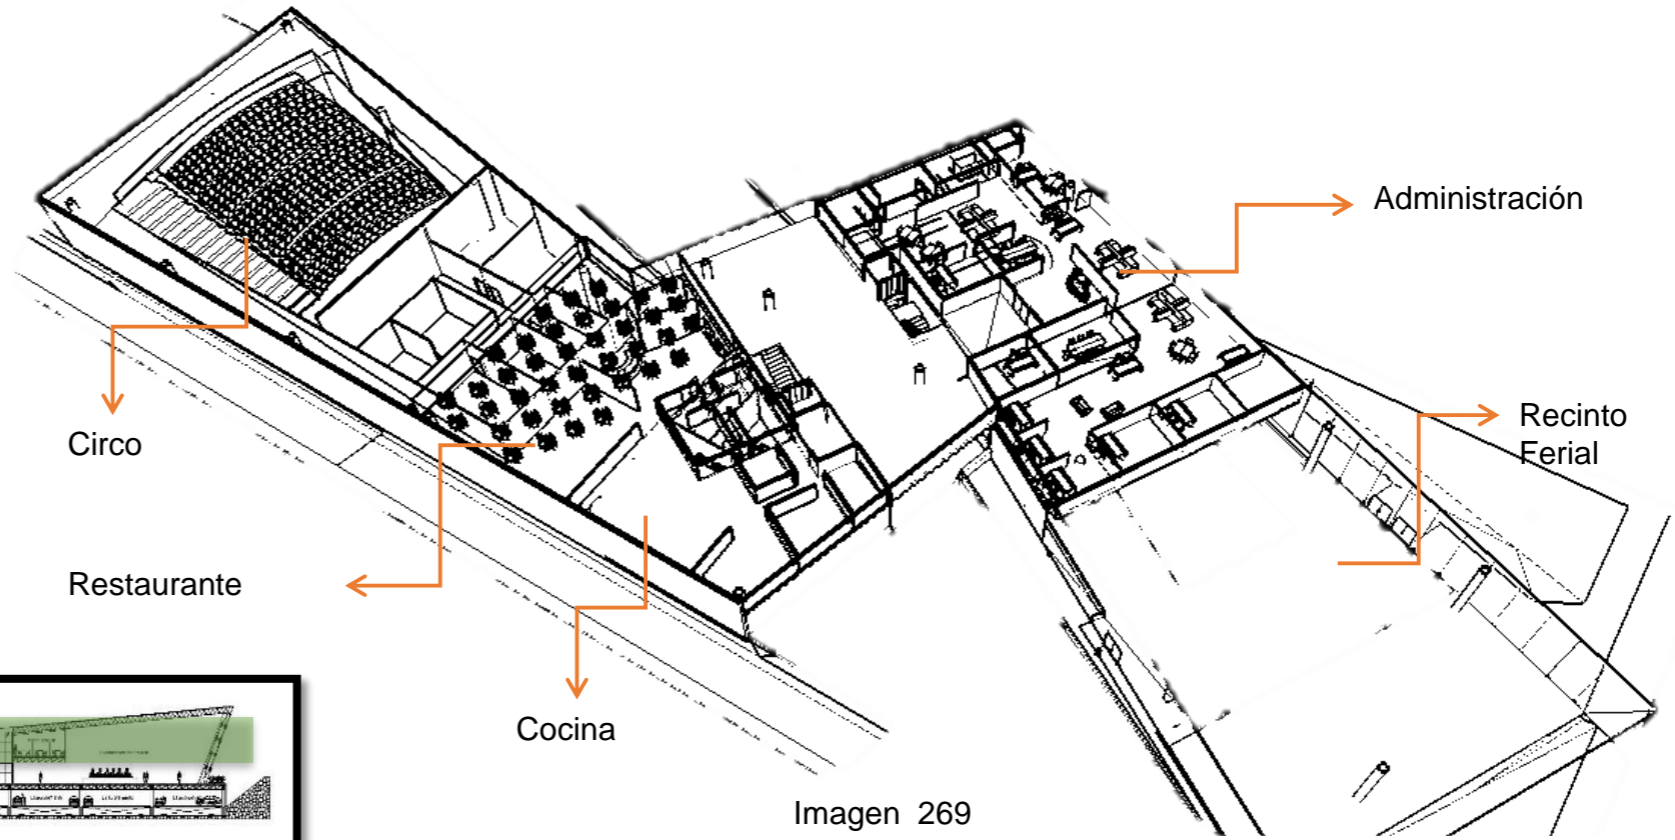 Administración
Circo
Recinto
Ferial
Restaurante
Cocina
Imagen 269